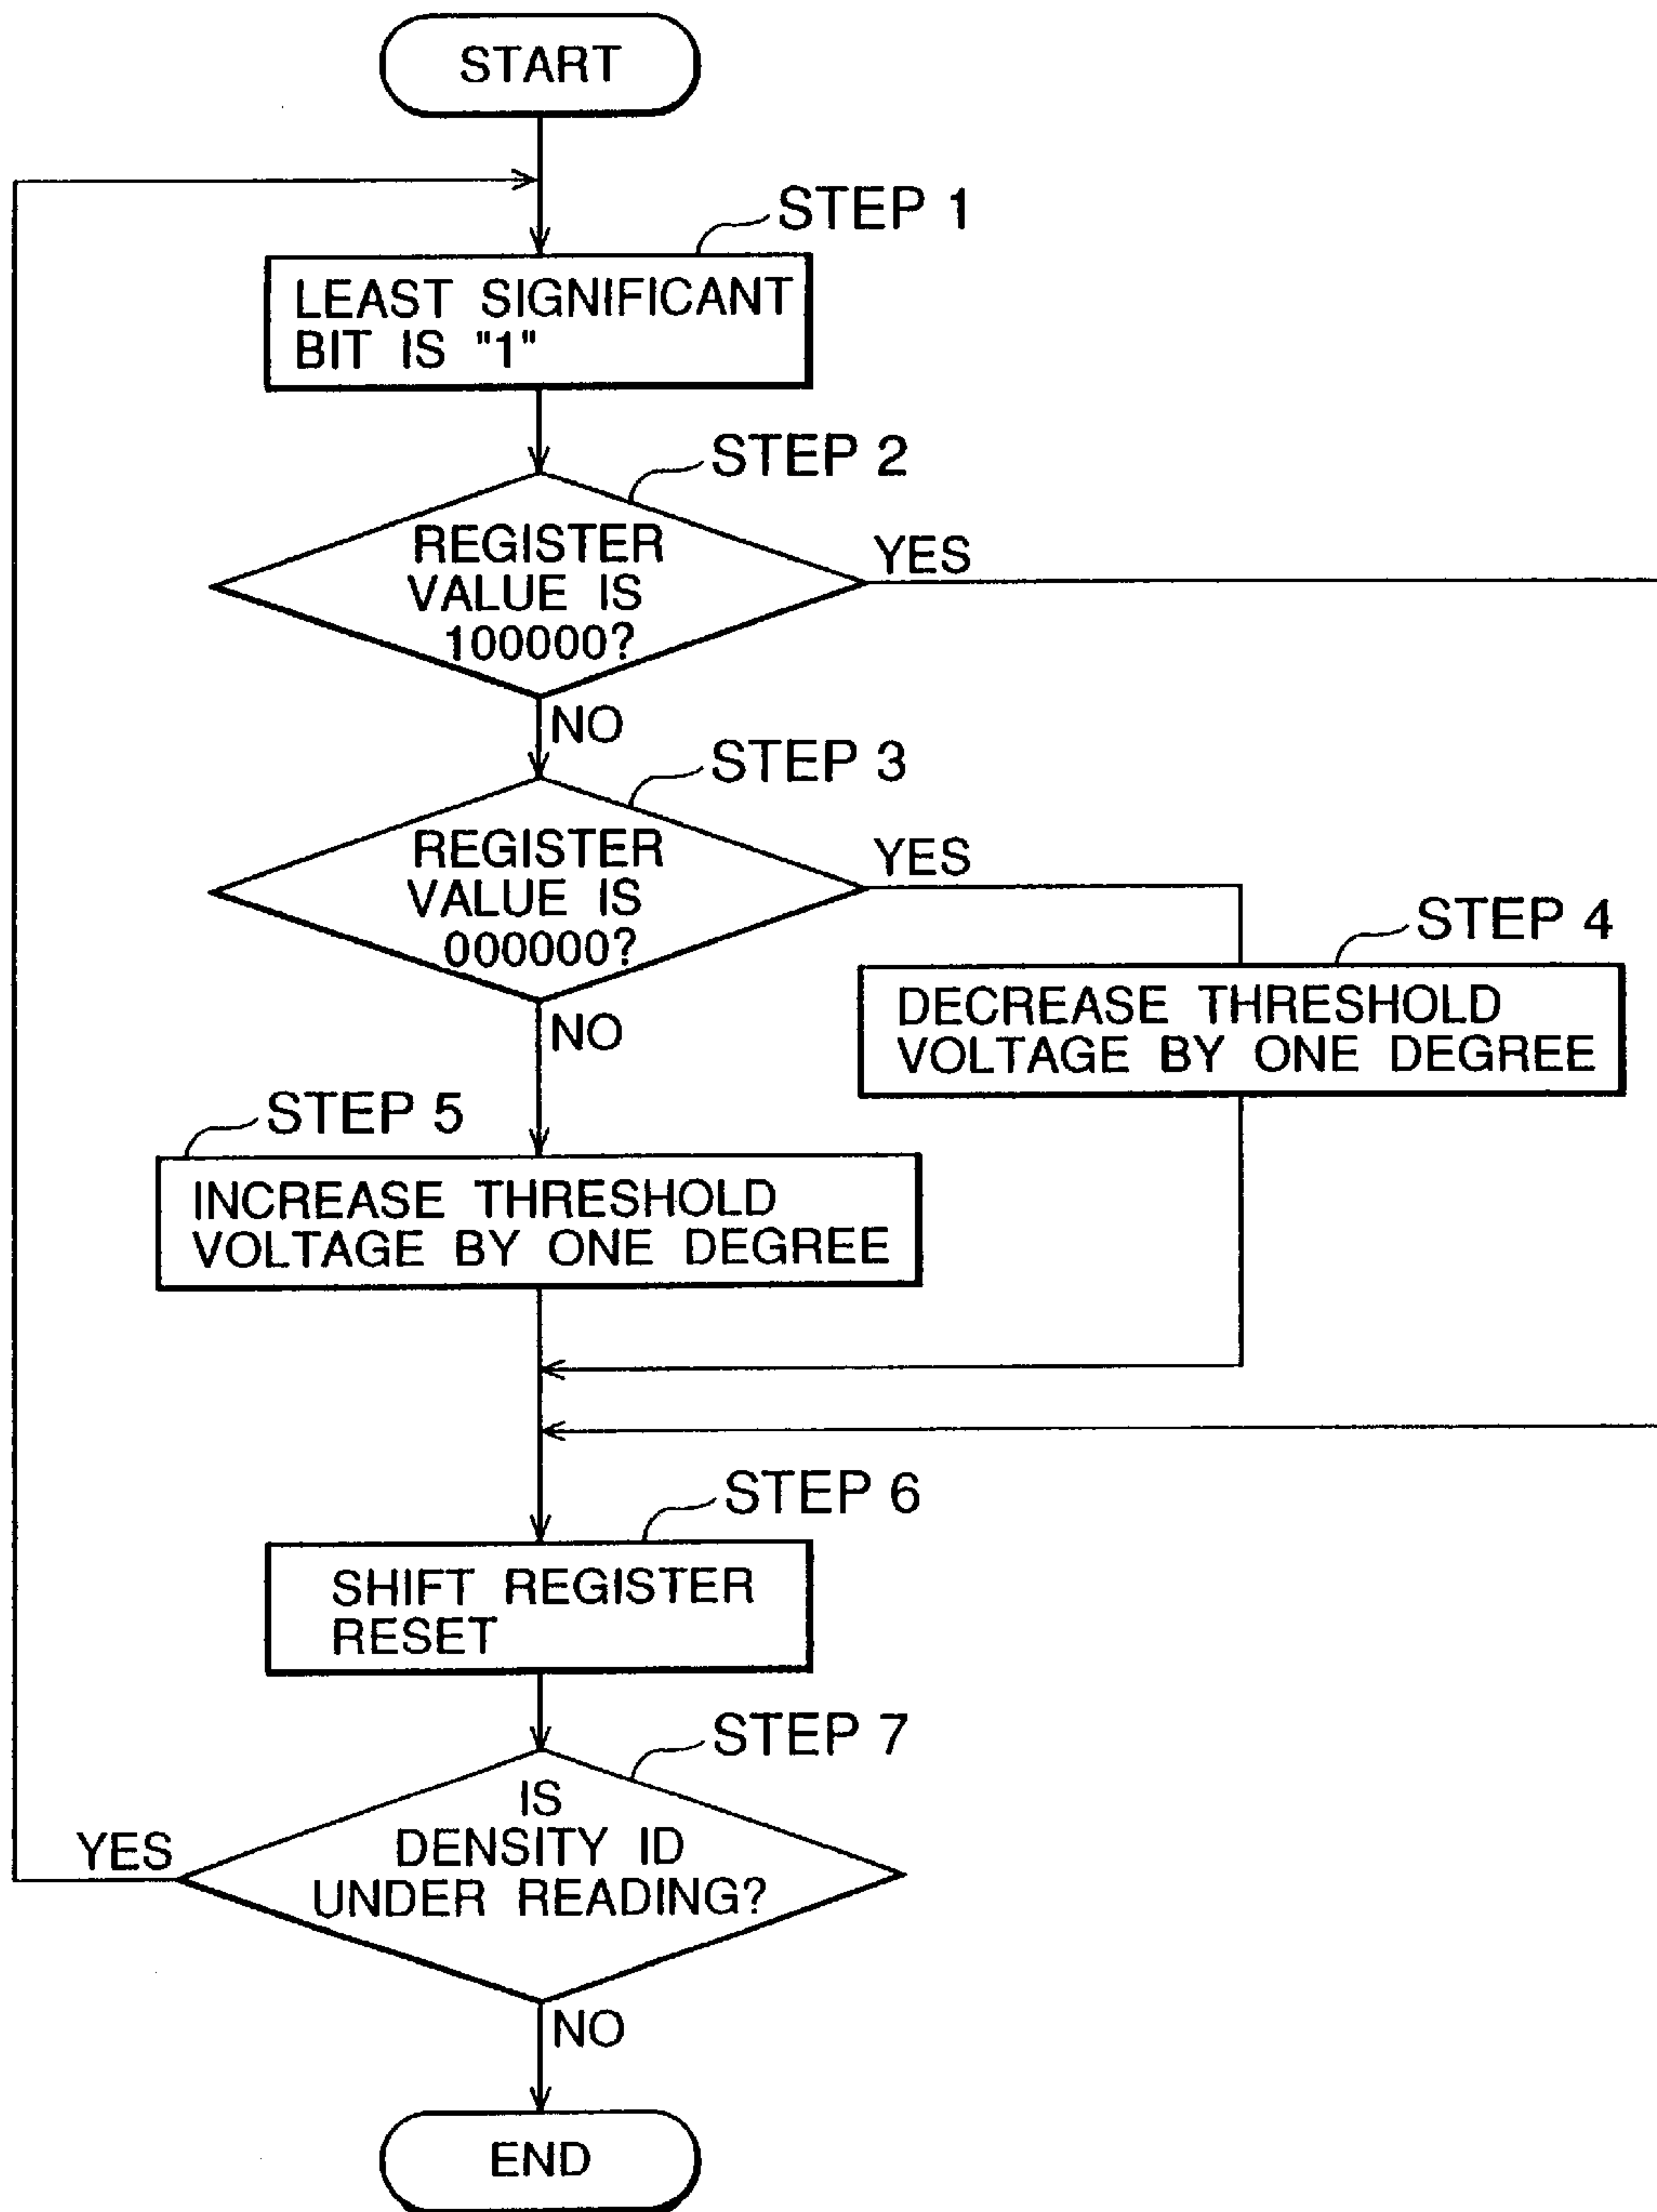 START
STEP 1
LEAST SIGNIFICANT
BIT IS "1"
STEP 2
REGISTER
VALUE IS
100000?
YES
NO
STEP 3
REGISTER
VALUE IS
000000?
YES
NO
STEP 4
DECREASE THRESHOLD
VOLTAGE BY ONE DEGREE
STEP 5
INCREASE THRESHOLD
VOLTAGE BY ONE DEGREE
STEP 6
SHIFT REGISTER
RESET
STEP 7
IS
DENSITY ID
UNDER READING?
YES
NO
END